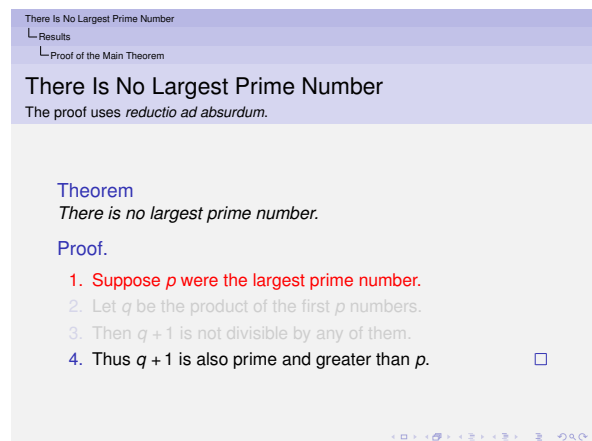 There Is No Largest Prime Number
Results
Proof of the Main Theorem
There Is No Largest Prime Number
The proof uses reductio ad absurdum.
Theorem
There is no largest prime number.
Proof.
1. Suppose p were the largest prime number.
2. Let q be the product of the first p numbers.
3. Then q + 1 is not divisible by any of them.
4. Thus q + 1 is also prime and greater than p.